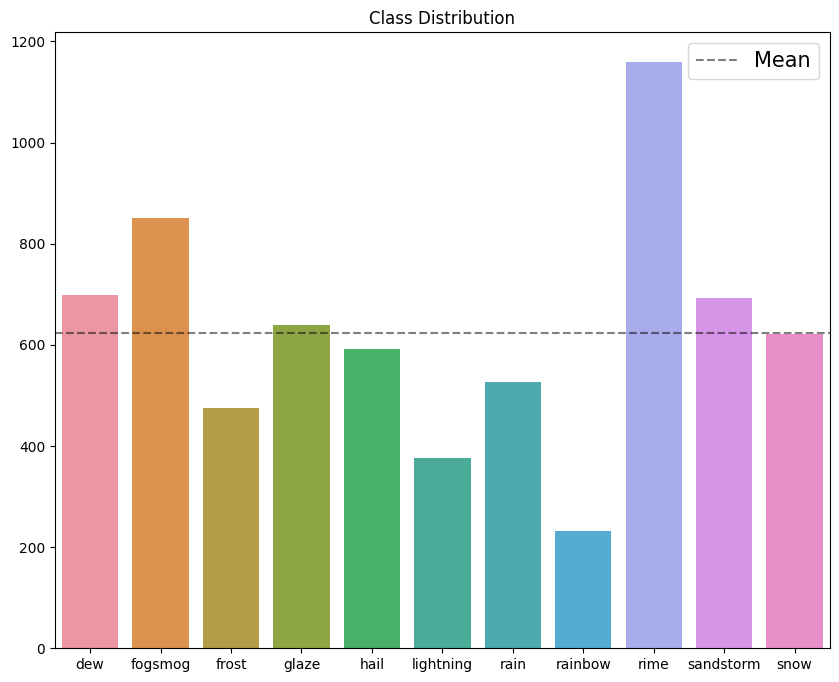 Class Distribution
Mean
1200
1000
800
600
400
200
0
dew fogsmog frost glaze hail lightning rain rainbow rime sandstorm snow